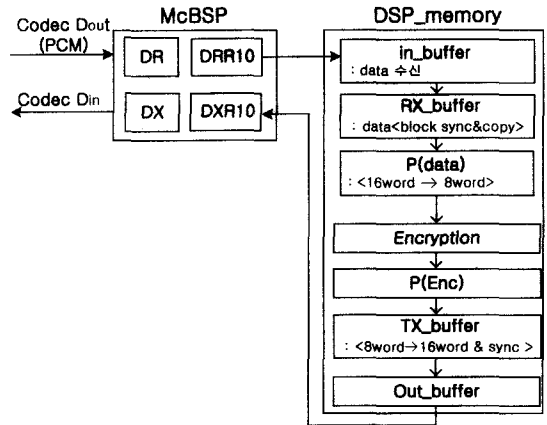 McBSP
DSP_memory
Codec Dout
(PCM)
DR
DRR10
Codec Din
DX
DXR10
in_buffer
: data 수신
RX_buffer
: data<block sync&copy>
P(data)
: <16word → 8word>
Encryption
P(Enc)
TX_buffer
: <8word→16word & sync >
Out_buffer